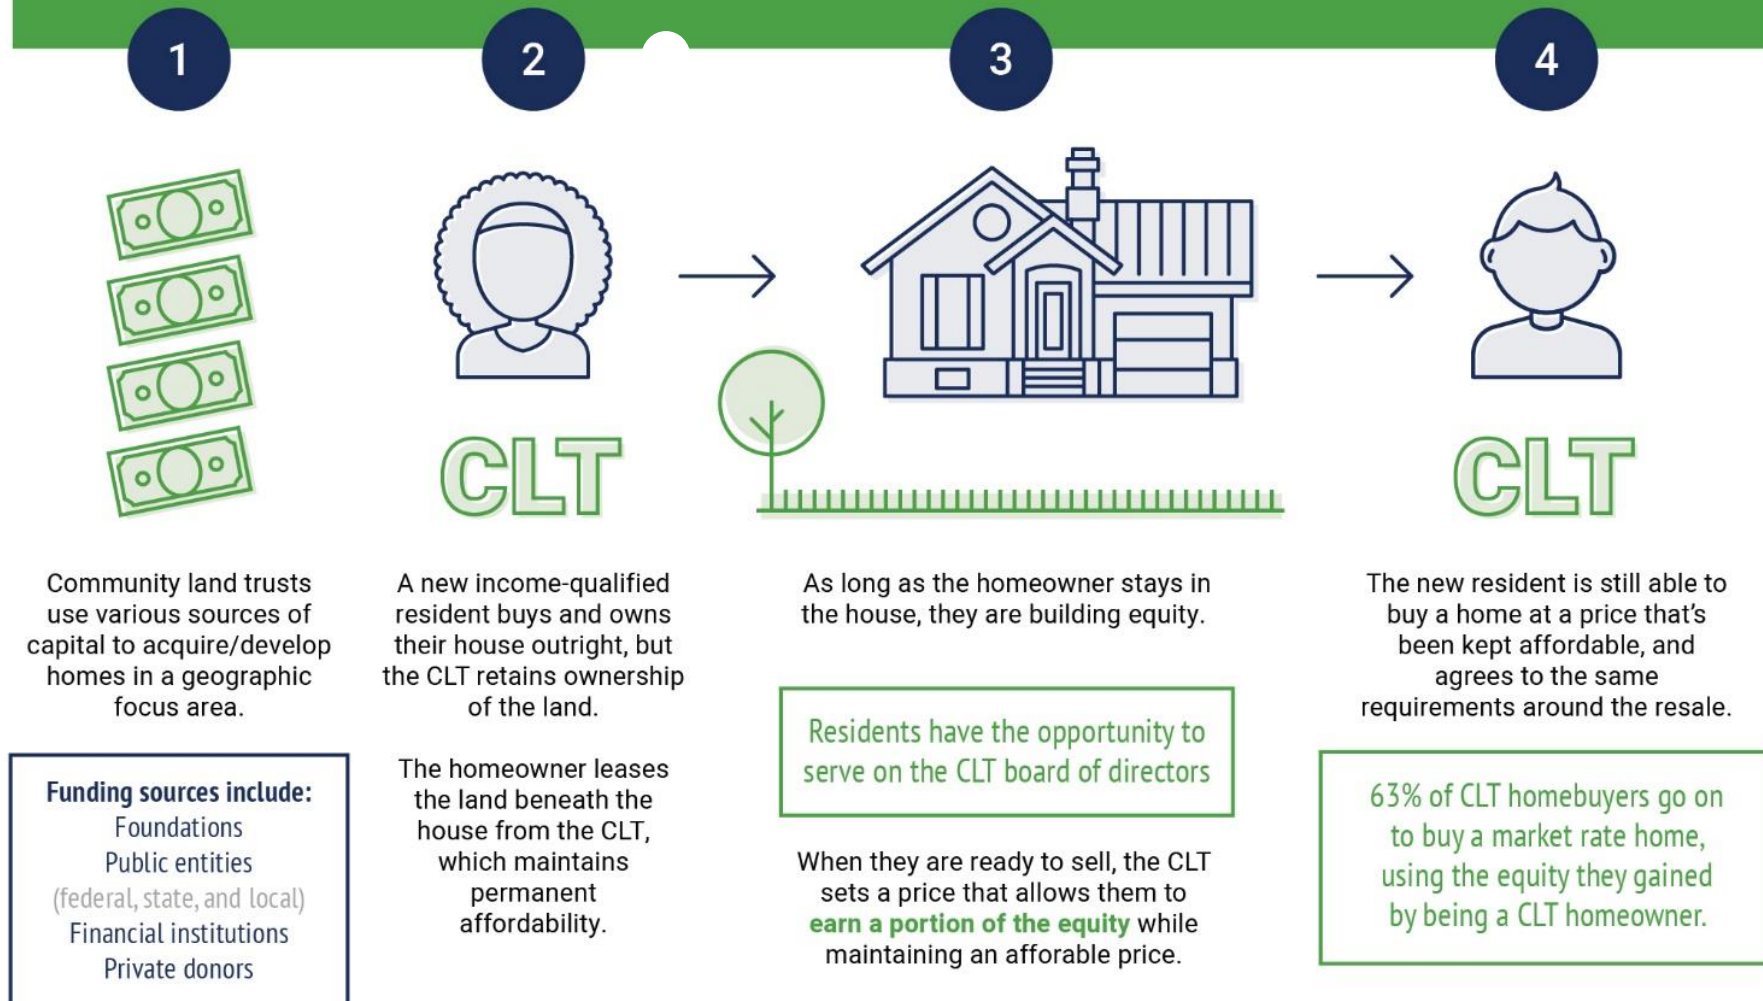 1
2
3
4
CLT
CLT
Community land trusts
use various sources of
capital to acquire/develop
homes in a geographic
focus area.
Funding sources include:
Foundations
Public entities
(federal, state, and local)
Financial institutions
Private donors
A new income-qualified
resident buys and owns
their house outright, but
the CLT retains ownership
of the land.
The homeowner leases
the land beneath the
house from the CLT,
which maintains
permanent
affordability.
As long as the homeowner stays in
the house, they are building equity.
Residents have the opportunity to
serve on the CLT board of directors
When they are ready to sell, the CLT
sets a price that allows them to
earn a portion of the equity while
maintaining an afforable price.
The new resident is still able to
buy a home at a price that's
been kept affordable, and
agrees to the same
requirements around the resale.
63% of CLT homebuyers go on
to buy a market rate home,
using the equity they gained
by being a CLT homeowner.